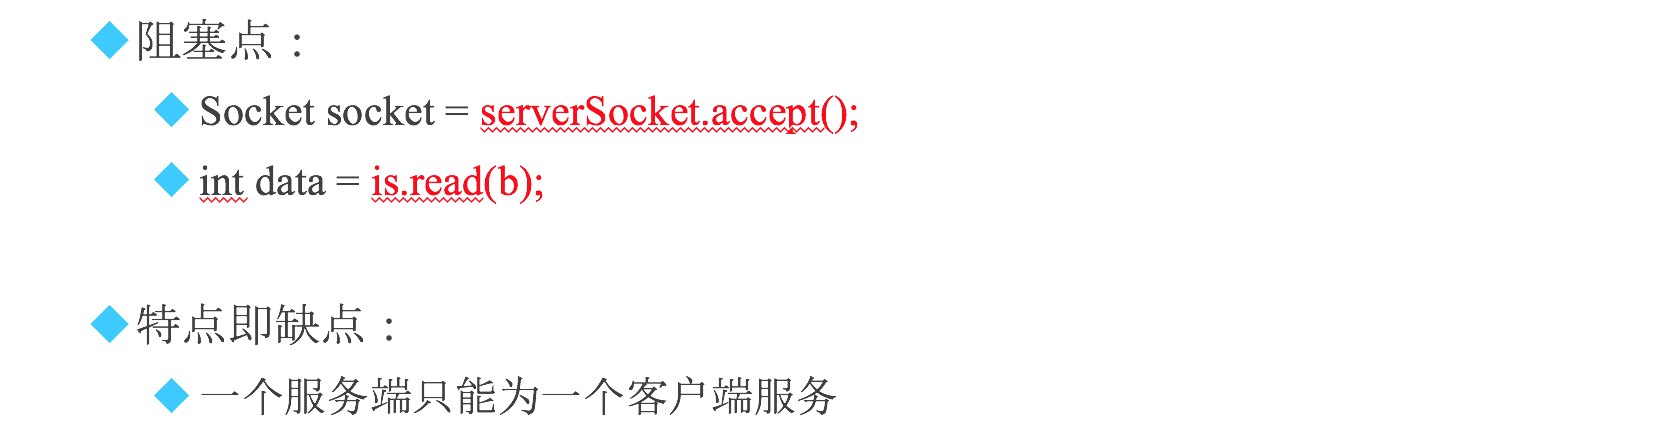 阻塞点：
Socket socket = serverSocket.accept();
int data = is.read(b);
特点即缺点：
一个服务端只能为一个客户端服务